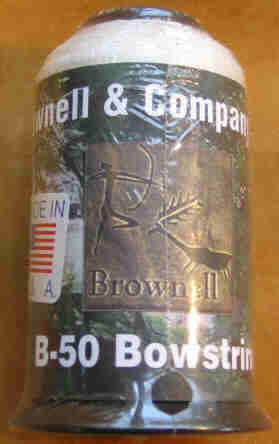 wnell & Compan
DE IN
A.
Brownell
B-50 Bowstrin